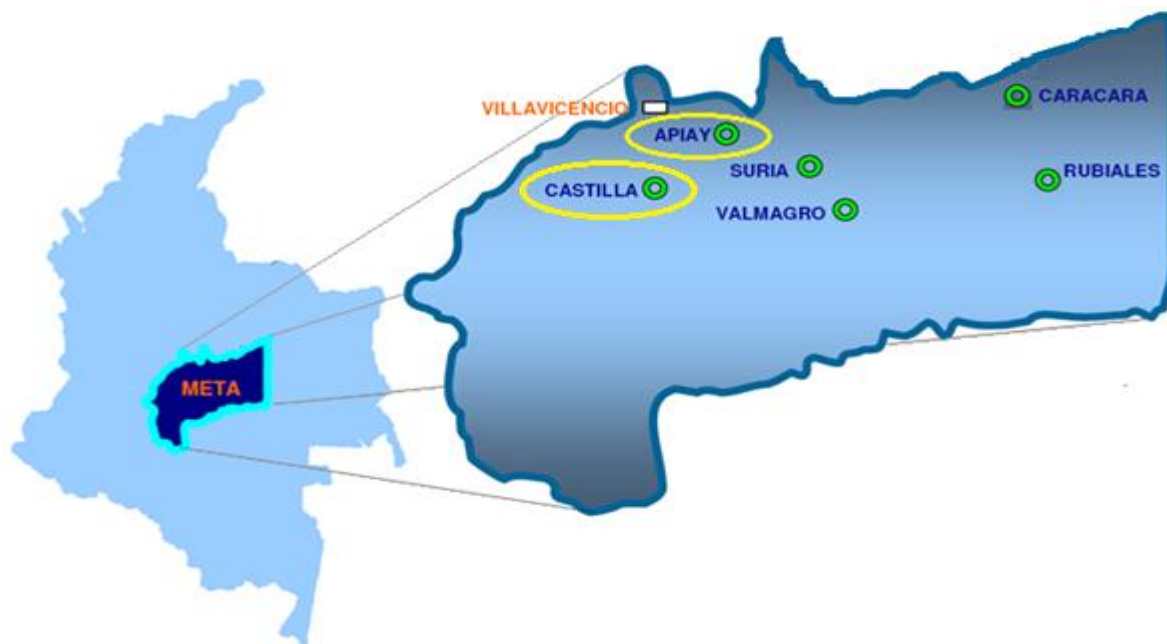 CARACARA
VILLAVICENCIO
APIAY
SURIA
RUBIALES
CASTILLA
VALMAGRO
META